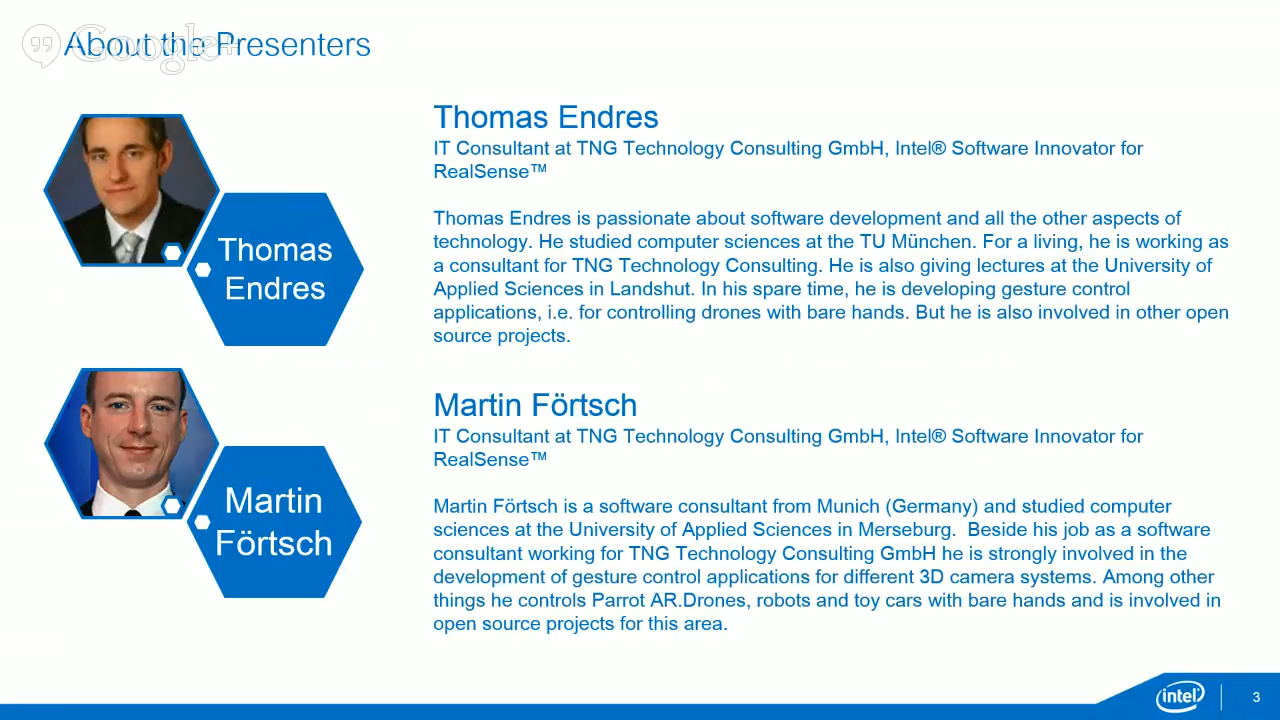 Google+
About the Presenters
Thomas Endres
IT Consultant at TNG Technology Consulting GmbH, Intel® Software Innovator for
RealSense™
Thomas
Endres
Thomas Endres is passionate about software development and all the other aspects of
technology. He studied computer sciences at the TU München. For a living, he is working as
a consultant for TNG Technology Consulting. He is also giving lectures at the University of
Applied Sciences in Landshut. In his spare time, he is developing gesture control
applications, i.e. for controlling drones with bare hands. But he is also involved in other open
source projects.
Martin Förtsch
IT Consultant at TNG Technology Consulting GmbH, Intel® Software Innovator for
RealSense™
Martin
Förtsch
Martin Förtsch is a software consultant from Munich (Germany) and studied computer
sciences at the University of Applied Sciences in Merseburg.  Beside his job as a software
consultant working for TNG Technology Consulting GmbH he is strongly involved in the
development of gesture control applications for different 3D camera systems. Among other
things he controls Parrot AR.Drones, robots and toy cars with bare hands and is involved in
open source projects for this area.
intel
3